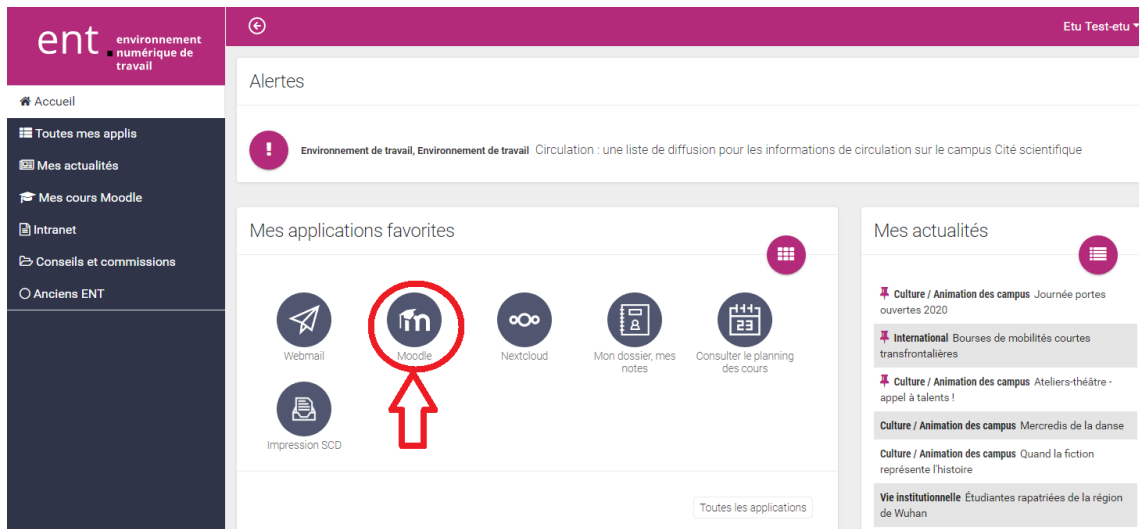 ent
environnement
numérique de
travail
Etu Test-etu
Accueil
Toutes mes applis
Mes actualités
Mes cours Moodle
Intranet
Conseils et commissions
Anciens ENT
Alertes
Environnement de travail, Environnement de travail Circulation : une liste de diffusion pour les informations de circulation sur le campus Cité scientifique
Mes applications favorites
Webmail
Moodle
Nextcloud
Mon dossier, mes
notes
23
Consulter le planning
des cours
Impression SCD
Toutes les applications
Mes actualités
Culture / Animation des campus Journée portes
ouvertes 2020
International Bourses de mobilités courtes
transfrontalières
Culture / Animation des campus Ateliers-théâtre -
appel à talents !
Culture / Animation des campus Mercredis de la danse
Culture / Animation des campus Quand la fiction
représente l'histoire
Vie institutionnelle Étudiantes rapatriées de la région
de Wuhan